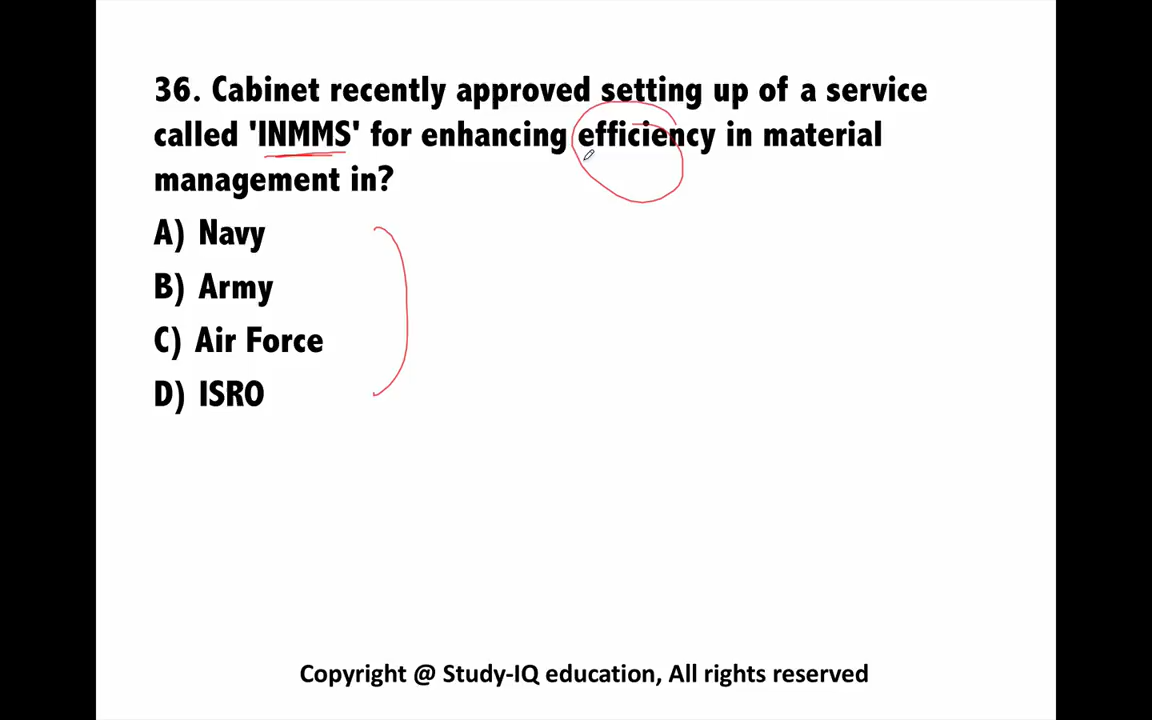 36. Cabinet recently approved setting up of a service
called 'INMMS' for enhancing efficiency in material
management in?
A) Navy
B) Army
C) Air Force
D) ISRO
Copyright @ Study-IQ education, All rights reserved